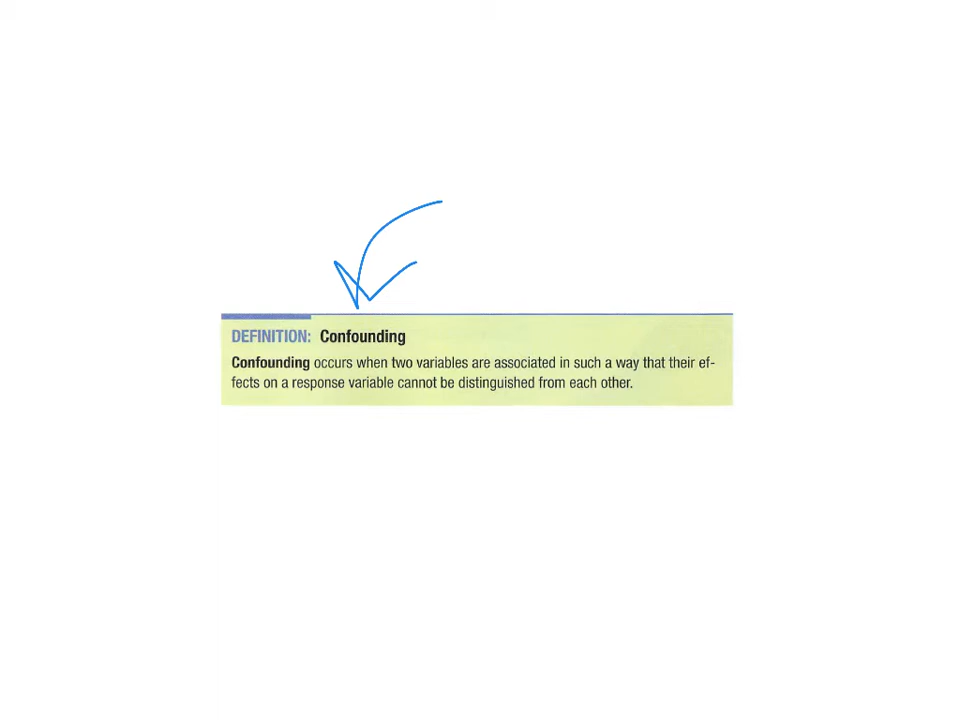 DEFINITION: Confounding
Confounding occurs when two variables are associated in such a way that their ef-
fects on a response variable cannot be distinguished from each other.